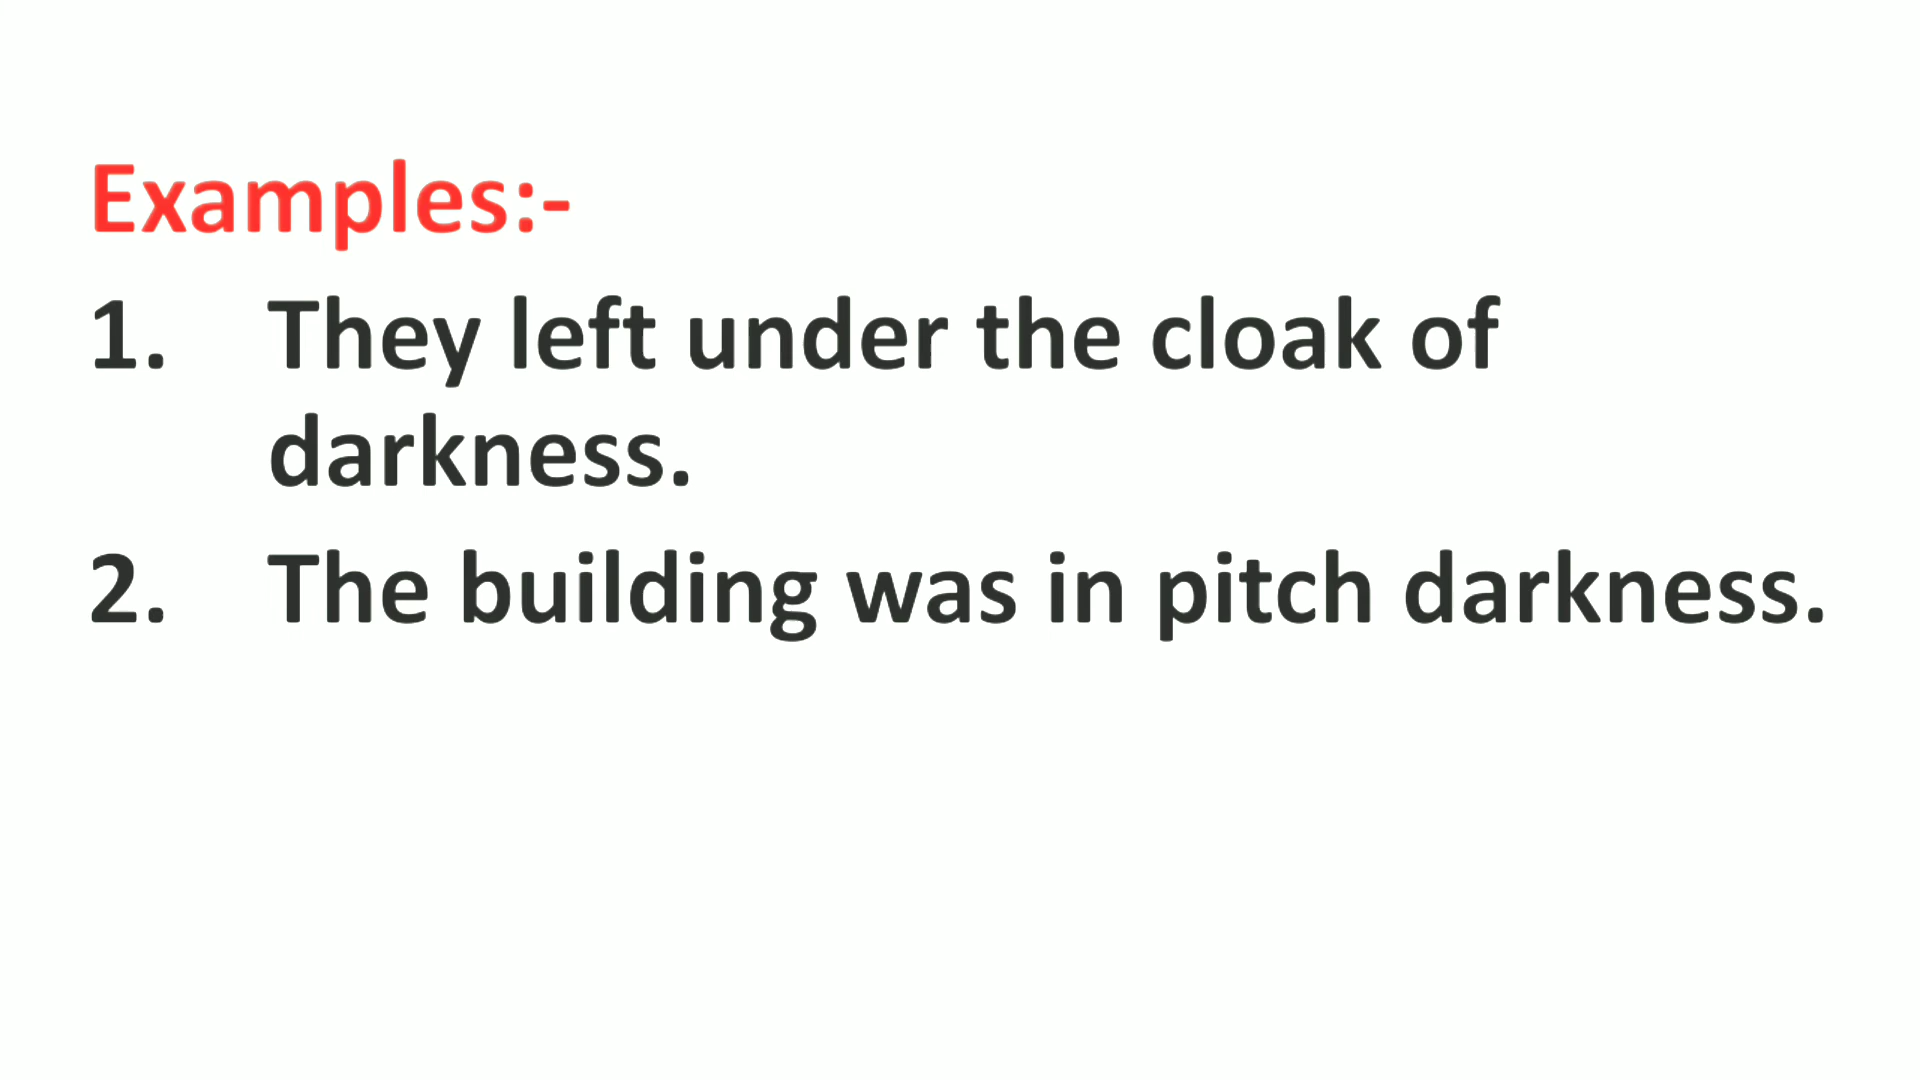 Examples:-
1. They left under the cloak of
darkness.
2. The building was in pitch darkness.